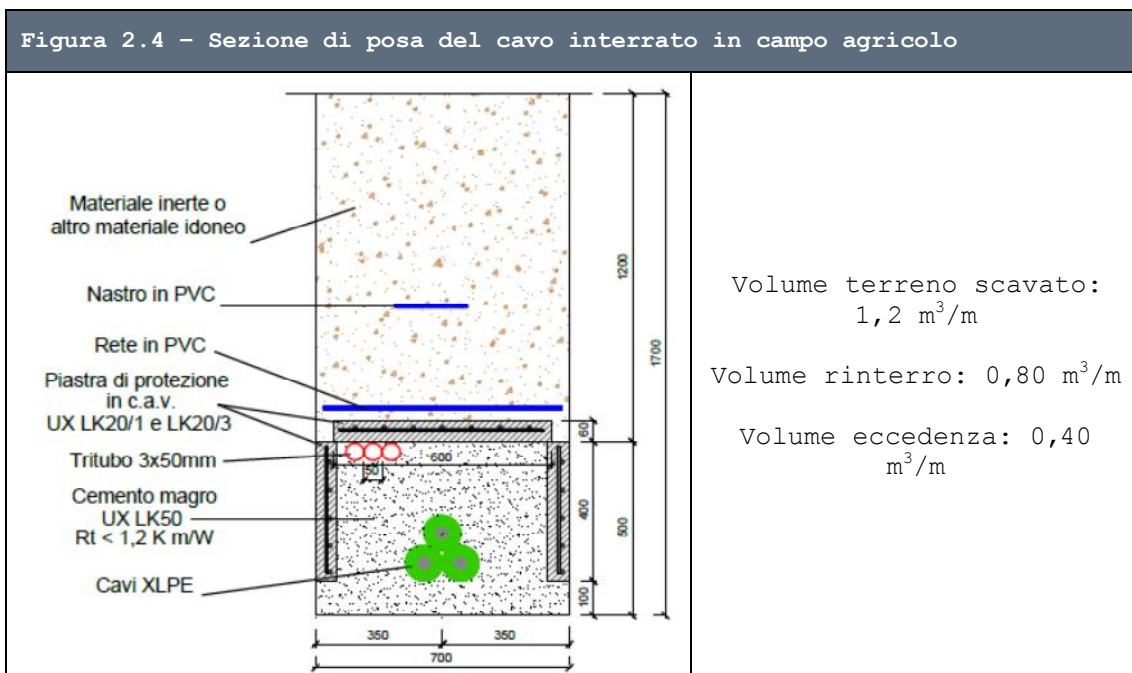 Figura 2.4 – Sezione di posa del cavo interrato in campo agricolo
Materiale inerte o
altro materiale idoneo
Nastro in PVC
Rete in PVC
Piastra di protezione
in c.a.v.
UX LK20/1 e LK20/3
Tritubo 3x50mm
Cemento magro
UX LK50
Rt < 1,2 K m/W
Cavi XLPE
1200
1700
60
600
50
400
500
100
350
350
700
Volume terreno scavato:
1,2 m³/m
Volume rinterro: 0,80 m³/m
Volume eccedenza: 0,40
m³/m